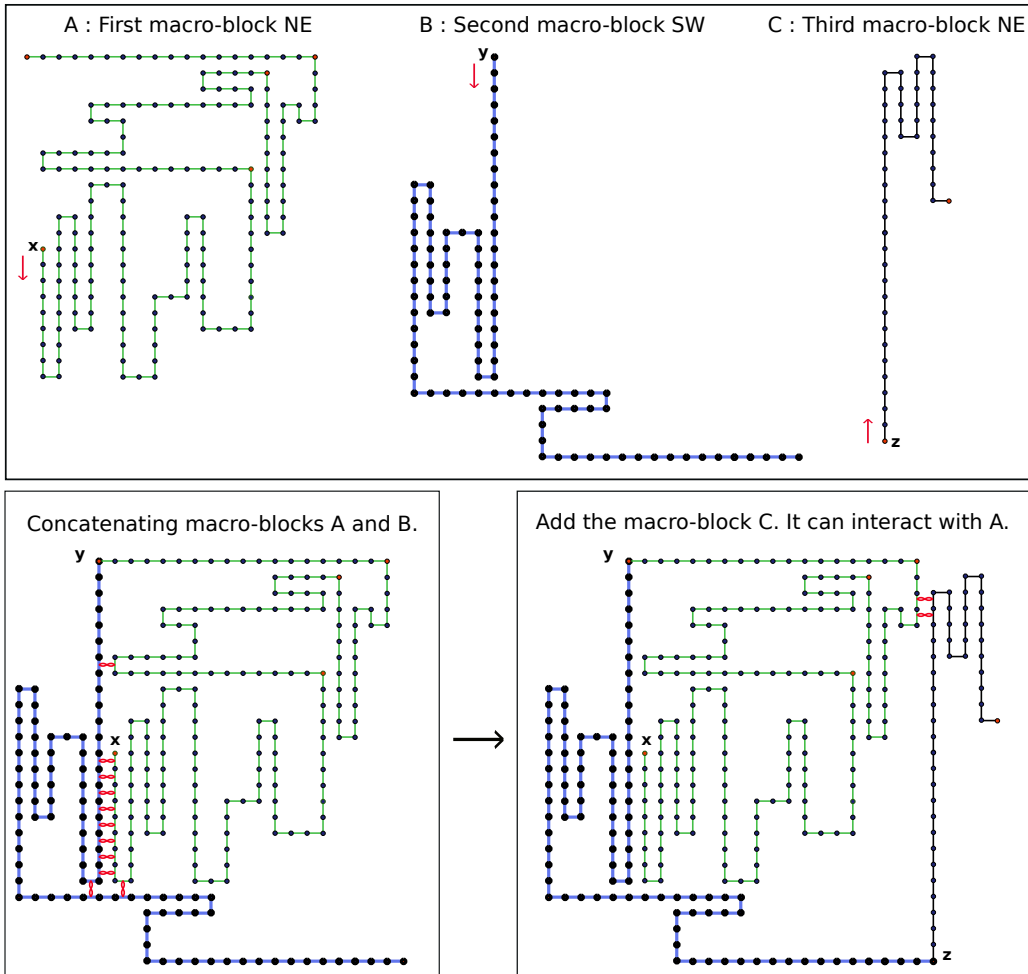 A : First macro-block NE
B : Second macro-block SW
C : Third macro-block NE
y
x
z
Concatenating macro-blocks A and B.
Add the macro-block C. It can interact with A.
y
x
y
x
z